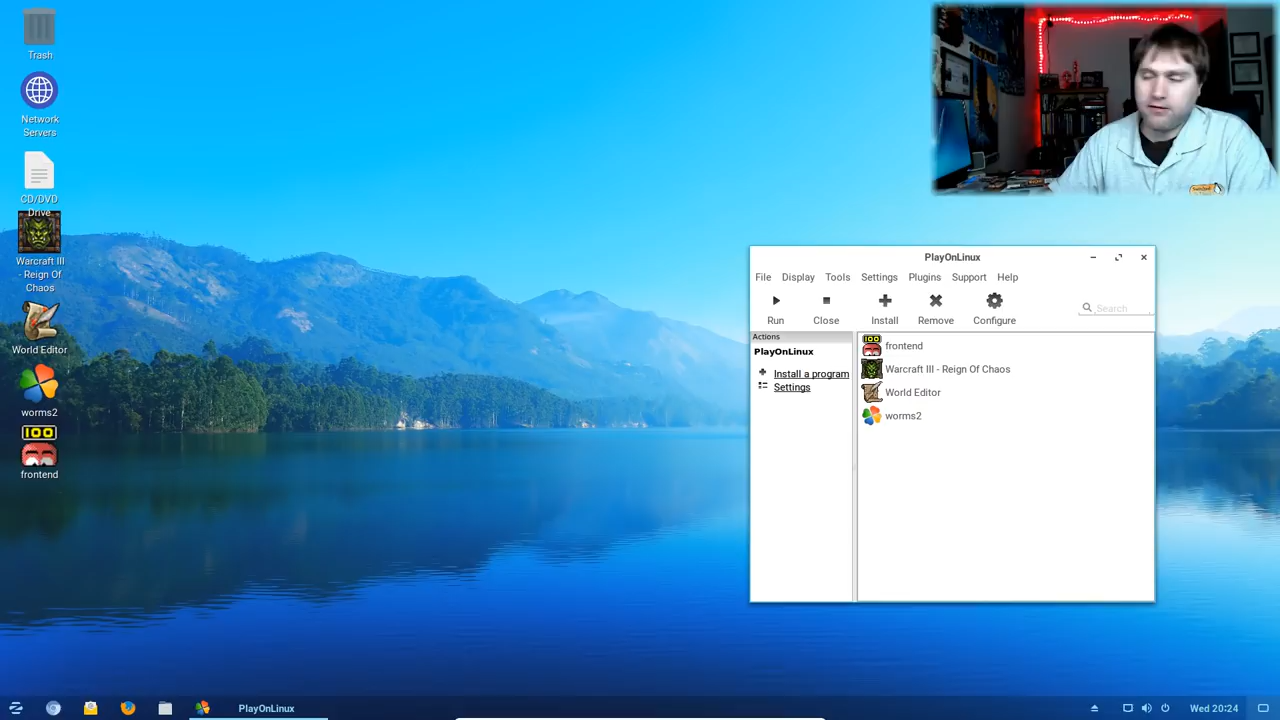 Trash
Network
Servers
CD/DVD
Drive
Warcraft III
- Reign Of
Chaos
World Editor
worms2
100
frontend
PlayOnLinux
File Display Tools Settings Plugins Support Help
Run Close Install Remove Configure Search
Actions
PlayOnLinux
Install a program
Settings
100
frontend
Warcraft III - Reign Of Chaos
World Editor
worms2
PlayOnLinux
Wed 20:24